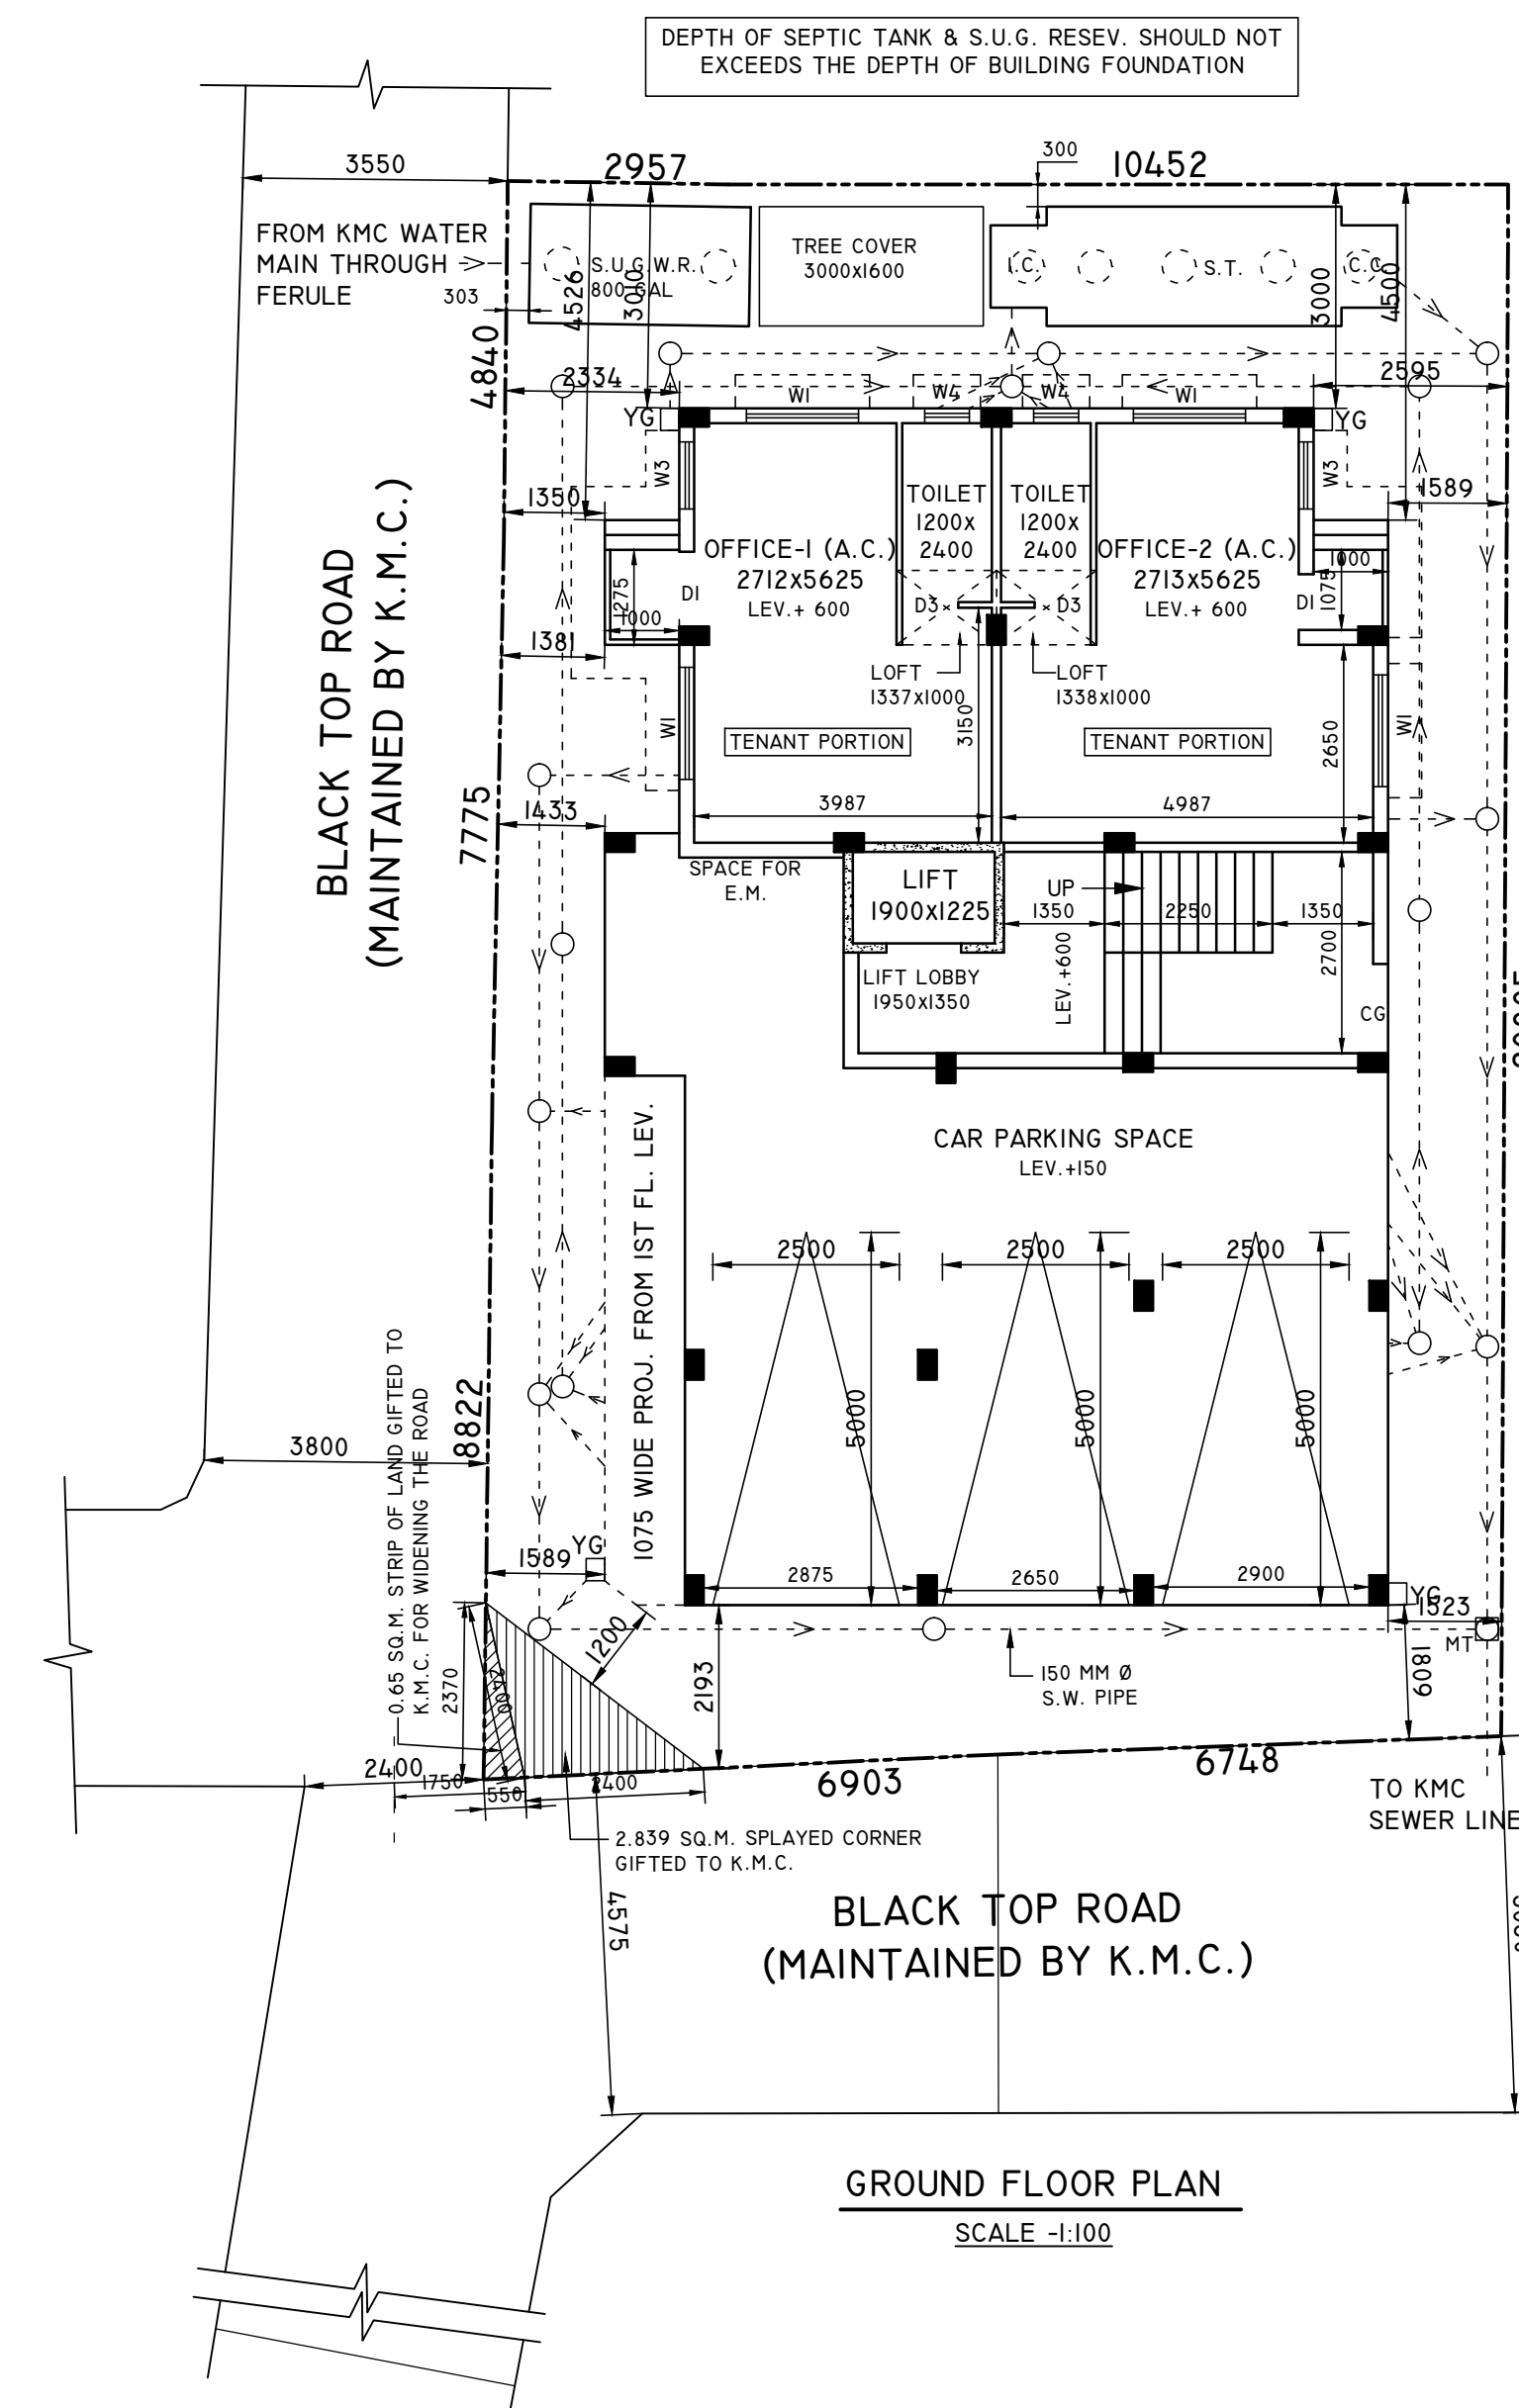 DEPTH OF SEPTIC TANK & S.U.G. RESEV. SHOULD NOT
EXCEEDS THE DEPTH OF BUILDING FOUNDATION
3550
2957
300
10452
FROM KMC WATER
MAIN THROUGH
FERULE
303
S.U.G.W.R.
800 GAL
4526
3010
TREE COVER
3000x1600
I.C.
S.T.
C.C.
3000
4500
4840
2334
2595
W1
W4
W4
W1
YG
YG
W3
W3
1350
1589
TOILET
1200x
2400
TOILET
1200x
2400
OFFICE-1 (A.C.)
2712x5625
LEV.+ 600
OFFICE-2 (A.C.)
2713x5625
LEV.+ 600
1275
1000
D1
D3
D3
D1
1000
1075
1381
LOFT
1337x1000
LOFT
1338x1000
BLACK TOP ROAD
(MAINTAINED BY K.M.C.)
W1
TENANT PORTION
3150
TENANT PORTION
2650
W1
7775
1433
3987
4987
SPACE FOR
E.M.
LIFT
1900x1225
UP
1350
2250
1350
LIFT LOBBY
1950x1350
LEV.+600
2700
CG
CAR PARKING SPACE
LEV.+150
1075 WIDE PROJ. FROM 1ST FL. LEV.
2500
2500
2500
5000
5000
5000
8822
3800
0.65 SQ.M. STRIP OF LAND GIFTED TO
K.M.C. FOR WIDENING THE ROAD
1589
YG
2875
2650
2900
YG
1523
MT
1200
2370
2400
2193
150 MM Ø
S.W. PIPE
1809
2400
1750
550
2400
6903
6748
TO KMC
SEWER LINE
2.839 SQ.M. SPLAYED CORNER
GIFTED TO K.M.C.
4575
BLACK TOP ROAD
(MAINTAINED BY K.M.C.)
GROUND FLOOR PLAN
SCALE -1:100